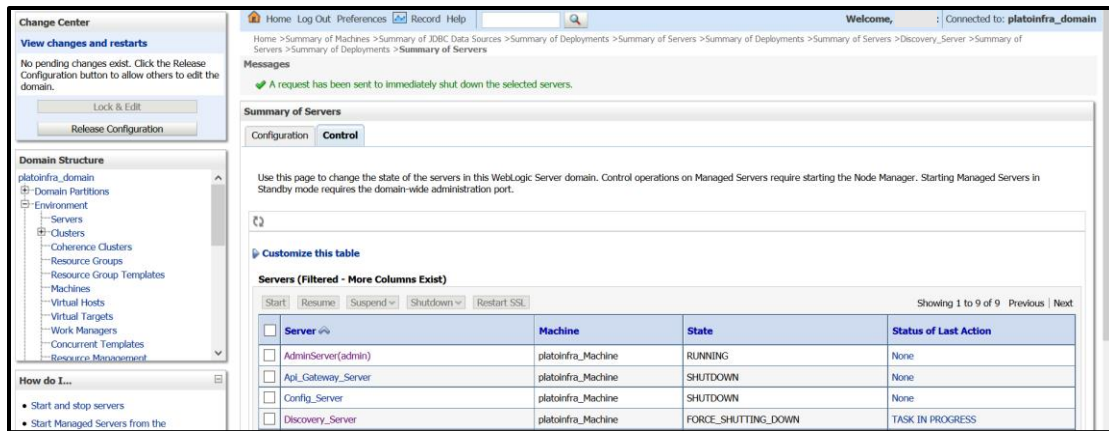 Change Center
View changes and restarts
No pending changes exist. Click the Release
Configuration button to allow others to edit the
domain.
Lock & Edit
Release Configuration
Domain Structure
platoinfra_domain
Domain Partitions
Environment
Servers
Clusters
Coherence Clusters
Resource Groups
Resource Group Templates
Machines
Virtual Hosts
Virtual Targets
Work Managers
Concurrent Templates
Resource Management
How do I...
Start and stop servers
Start Managed Servers from the
Home Log Out Preferences Record Help
Welcome, : Connected to: platoinfra_domain
Home >Summary of Machines >Summary of JDBC Data Sources >Summary of Deployments >Summary of Servers >Summary of Deployments >Summary of Servers >Discovery_Server >Summary of
Servers >Summary of Deployments >Summary of Servers
Messages
A request has been sent to immediately shut down the selected servers.
Summary of Servers
Configuration Control
Use this page to change the state of the servers in this WebLogic Server domain. Control operations on Managed Servers require starting the Node Manager. Starting Managed Servers in
Standby mode requires the domain-wide administration port.
Customize this table
Servers (Filtered - More Columns Exist)
Start Resume Suspend Shutdown Restart SSL Showing 1 to 9 of 9 Previous | Next
Server Machine State Status of Last Action
AdminServer(admin) platoinfra_Machine RUNNING None
Api_Gateway_Server platoinfra_Machine SHUTDOWN None
Config_Server platoinfra_Machine SHUTDOWN None
Discovery_Server platoinfra_Machine FORCE_SHUTTING_DOWN TASK IN PROGRESS